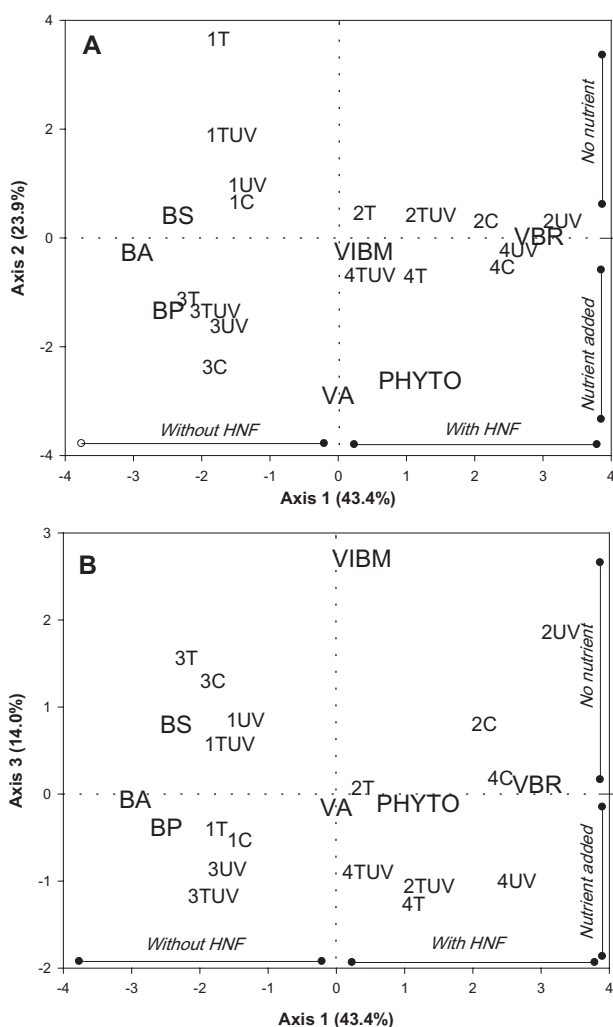 A
4
2
0
-2
-4
Axis 2 (23.9%)
1T
1TUV
1UV
1C
BS
BA
BP
3T
3TUV
3UV
3C
2T
2TUV
2C
2UV
VBR
VIBM
4UV
4C
4TUV
4T
VA
PHYTO
No nutrient
Nutrient added
Without HNF
With HNF
-4 -3 -2 -1 0 1 2 3 4
Axis 1 (43.4%)
B
3
2
1
0
-1
-2
Axis 3 (14.0%)
VIBM
2UV
3T
3C
BS
1UV
1TUV
2C
4C
VBR
2T
BA
VA
PHYTO
BP
1T
1C
3UV
3TUV
4TUV
2TUV
4T
4UV
No nutrient
Nutrient added
Without HNF
With HNF
-4 -3 -2 -1 0 1 2 3 4
Axis 1 (43.4%)